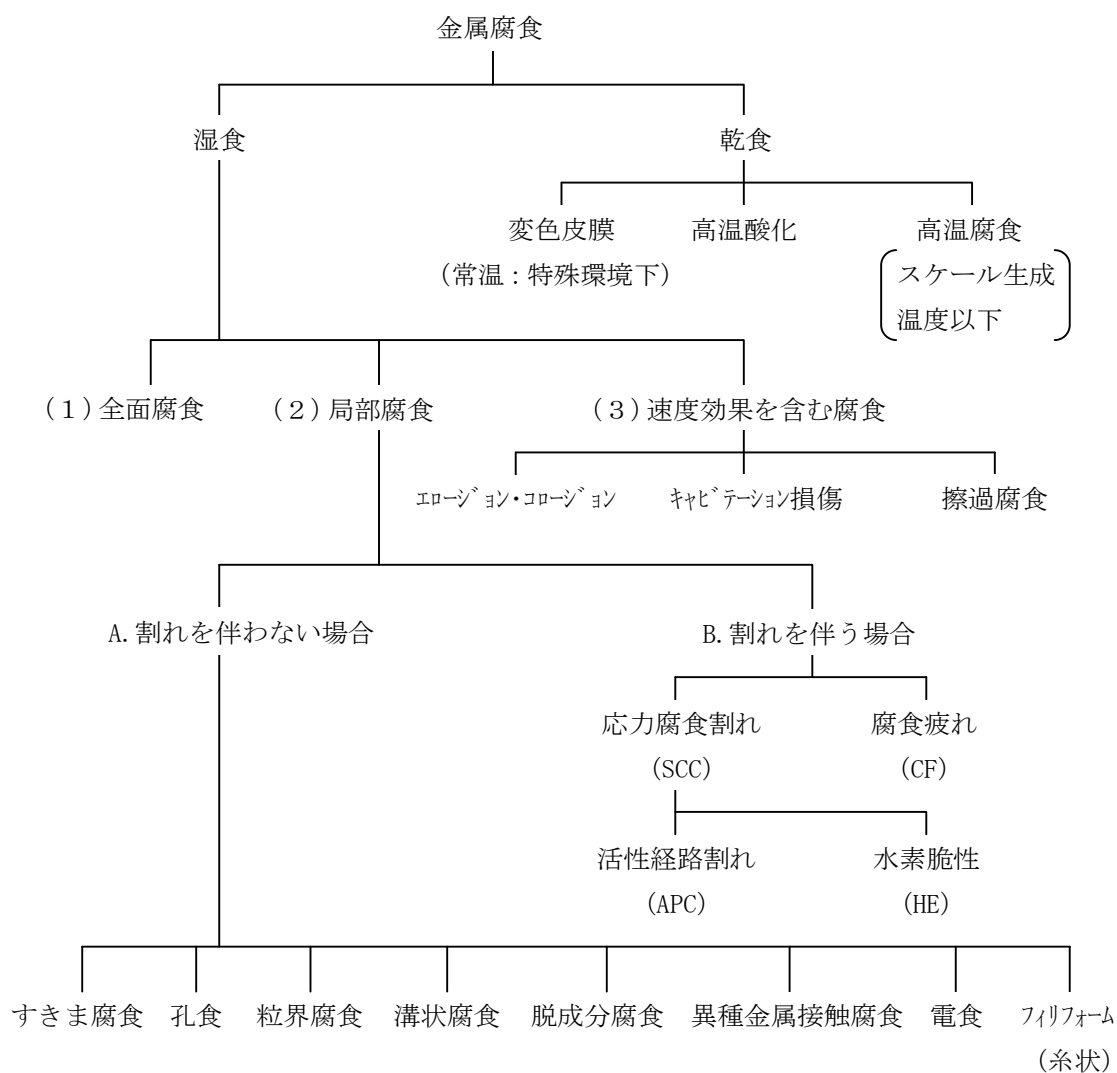 金属腐食
湿食 乾食
変色皮膜 高温酸化 高温腐食
(常温：特殊環境下) スケール生成
温度以下
(１)全面腐食 (２)局部腐食 (３)速度効果を含む腐食
ｴﾛｰｼﾞｮﾝ・ｺﾛｰｼﾞｮﾝ ｷｬﾋﾞﾃｰｼｮﾝ損傷 擦過腐食
A.割れを伴わない場合 B.割れを伴う場合
応力腐食割れ 腐食疲れ
(SCC) (CF)
活性経路割れ 水素脆性
(APC) (HE)
すきま腐食 孔食 粒界腐食 溝状腐食 脱成分腐食 異種金属接触腐食 電食 ﾌｨﾘﾌｫｰﾑ
(糸状)